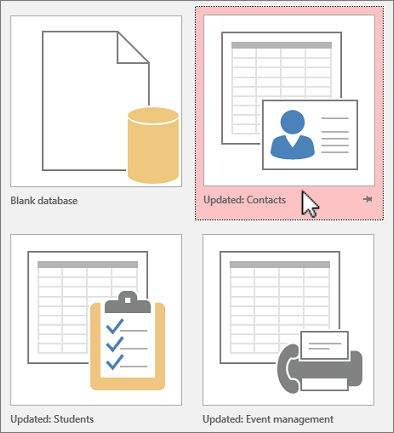 Blank database
Updated: Contacts
Updated: Students
Updated: Event management